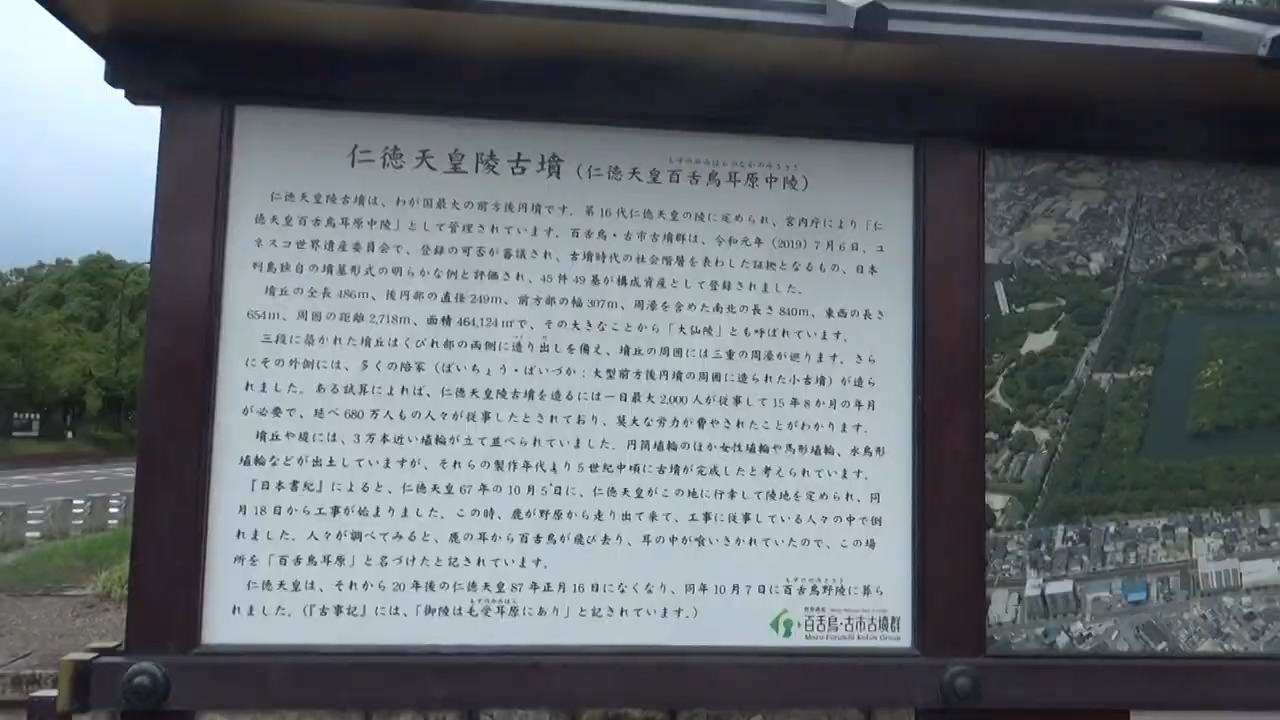 仁徳天皇陵古墳（仁徳天皇百舌鳥耳原中陵）
仁徳天皇陵古墳は、わが国最大の前方後円墳です。第16代仁徳天皇の陵に定められ、宮内庁により「仁
徳天皇百舌鳥耳原中陵」として管理されています。百舌鳥・古市古墳群は、令和元年（2019）7月6日、ユ
ネスコ世界遺産委員会で、登録の可否が審議され、古墳時代の社会階層を表わした証拠となるもの、日本
列島独自の墳墓形式の明らかな例と評価され、45件49基が構成資産として登録されました。
墳丘の全長486m、後円部の直径249m、前方部の幅307m、周濠を含めた南北の長さ840m、東西の長さ
654m、周囲の距離2,718m、面積464,124㎡で、その大きなことから「大仙陵」とも呼ばれています。
三段に築かれた墳丘はくびれ部の両側に造り出しを備え、墳丘の周囲には三重の周濠が巡ります。さら
にその外側には、多くの陪冢（ばいちょう・ばいづか：大型前方後円墳の周囲に造られた小古墳）が造ら
れました。ある試算によれば、仁徳天皇陵古墳を造るには一日最大2,000人が従事して15年8か月の年月
が必要で、延べ680万人もの人々が従事したとされており、莫大な労力が費やされたことがわかります。
墳丘や堤には、3万本近い埴輪が立て並べられていました。円筒埴輪のほか女性埴輪や馬形埴輪、水鳥形
埴輪などが出土していますが、それらの製作年代より5世紀中頃に古墳が完成したと考えられています。
『日本書紀』によると、仁徳天皇67年の10月5日に、仁徳天皇がこの地に行幸して陵地を定められ、同
月18日から工事が始まりました。この時、鹿が野原から走り出て来て、工事に従事している人々の中で倒
れました。人々が調べてみると、鹿の耳から百舌鳥が飛び去り、耳の中が喰いさかれていたので、この場
所を「百舌鳥耳原」と名づけたと記されています。
仁徳天皇は、それから20年後の仁徳天皇87年正月16日になくなり、同年10月7日に百舌鳥野陵に葬ら
れました。（『古事記』には、「御陵は毛受耳原にあり」と記されています。）
百舌鳥・古市古墳群
Mozu-Furuichi Kofun Group